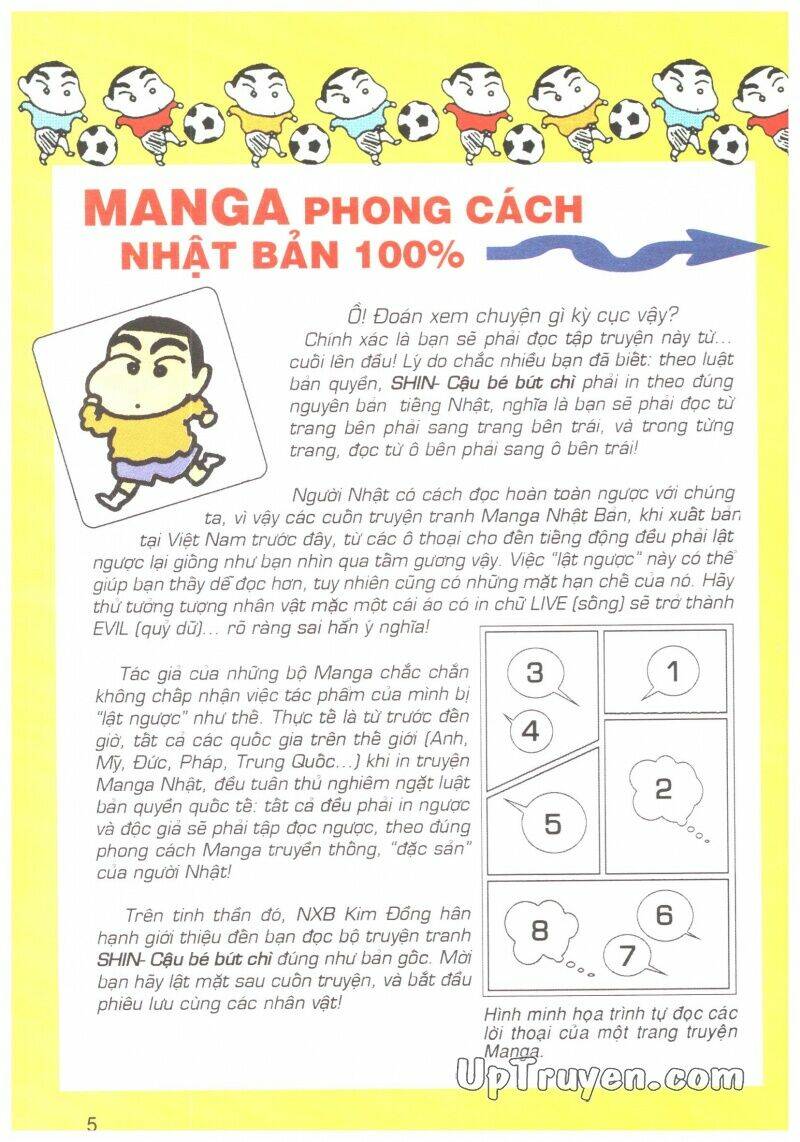 MANGA PHONG CÁCH
NHẬT BẢN 100%
Ồ! Đoán xem chuyện gì kỳ cục vậy?
Chính xác là bạn sẽ phải đọc tập truyện này từ...
cuối lên đầu! Lý do chắc nhiều bạn đã biết: theo luật
bản quyền, SHIN- Cậu bé bút chì phải in theo đúng
nguyên bản tiếng Nhật, nghĩa là bạn sẽ phải đọc từ
trang bên phải sang trang bên trái, và trong từng
trang, đọc từ ô bên phải sang ô bên trái!
Người Nhật có cách đọc hoàn toàn ngược với chúng
ta, vì vậy các cuốn truyện tranh Manga Nhật Bản, khi xuất bản
tại Việt Nam trước đây, từ các ô thoại cho đến tiếng động đều phải lật
ngược lại giống như bạn nhìn qua tấm gương vậy. Việc "lật ngược" này có thể
giúp bạn thấy dễ đọc hơn, tuy nhiên cũng có những mặt hạn chế của nó. Hãy
thử tưởng tượng nhân vật mặc một cái áo có in chữ LIVE (sống) sẽ trở thành
EVIL (quỷ dữ)... rõ ràng sai hẳn ý nghĩa!
Tác giả của những bộ Manga chắc chắn
không chấp nhận việc tác phẩm của mình bị
"lật ngược" như thế. Thực tế là từ trước đến
giờ, tất cả các quốc gia trên thế giới (Anh,
Mỹ, Đức, Pháp, Trung Quốc...) khi in truyện
Manga Nhật, đều tuân thủ nghiêm ngặt luật
bản quyền quốc tế: tất cả đều phải in ngược
và độc giả sẽ phải tập đọc ngược, theo đúng
phong cách Manga truyền thống, "đặc sản"
của người Nhật!
Trên tinh thần đó, NXB Kim Đồng hân
hạnh giới thiệu đến bạn đọc bộ truyện tranh
SHIN- Cậu bé bút chì đúng như bản gốc. Mời
bạn hãy lật mặt sau cuốn truyện, và bắt đầu
phiêu lưu cùng các nhân vật!
3
1
4
2
5
6
8
7
Hình minh họa trình tự đọc các
lời thoại của một trang truyện
Manga.
UpTruyen.com
5